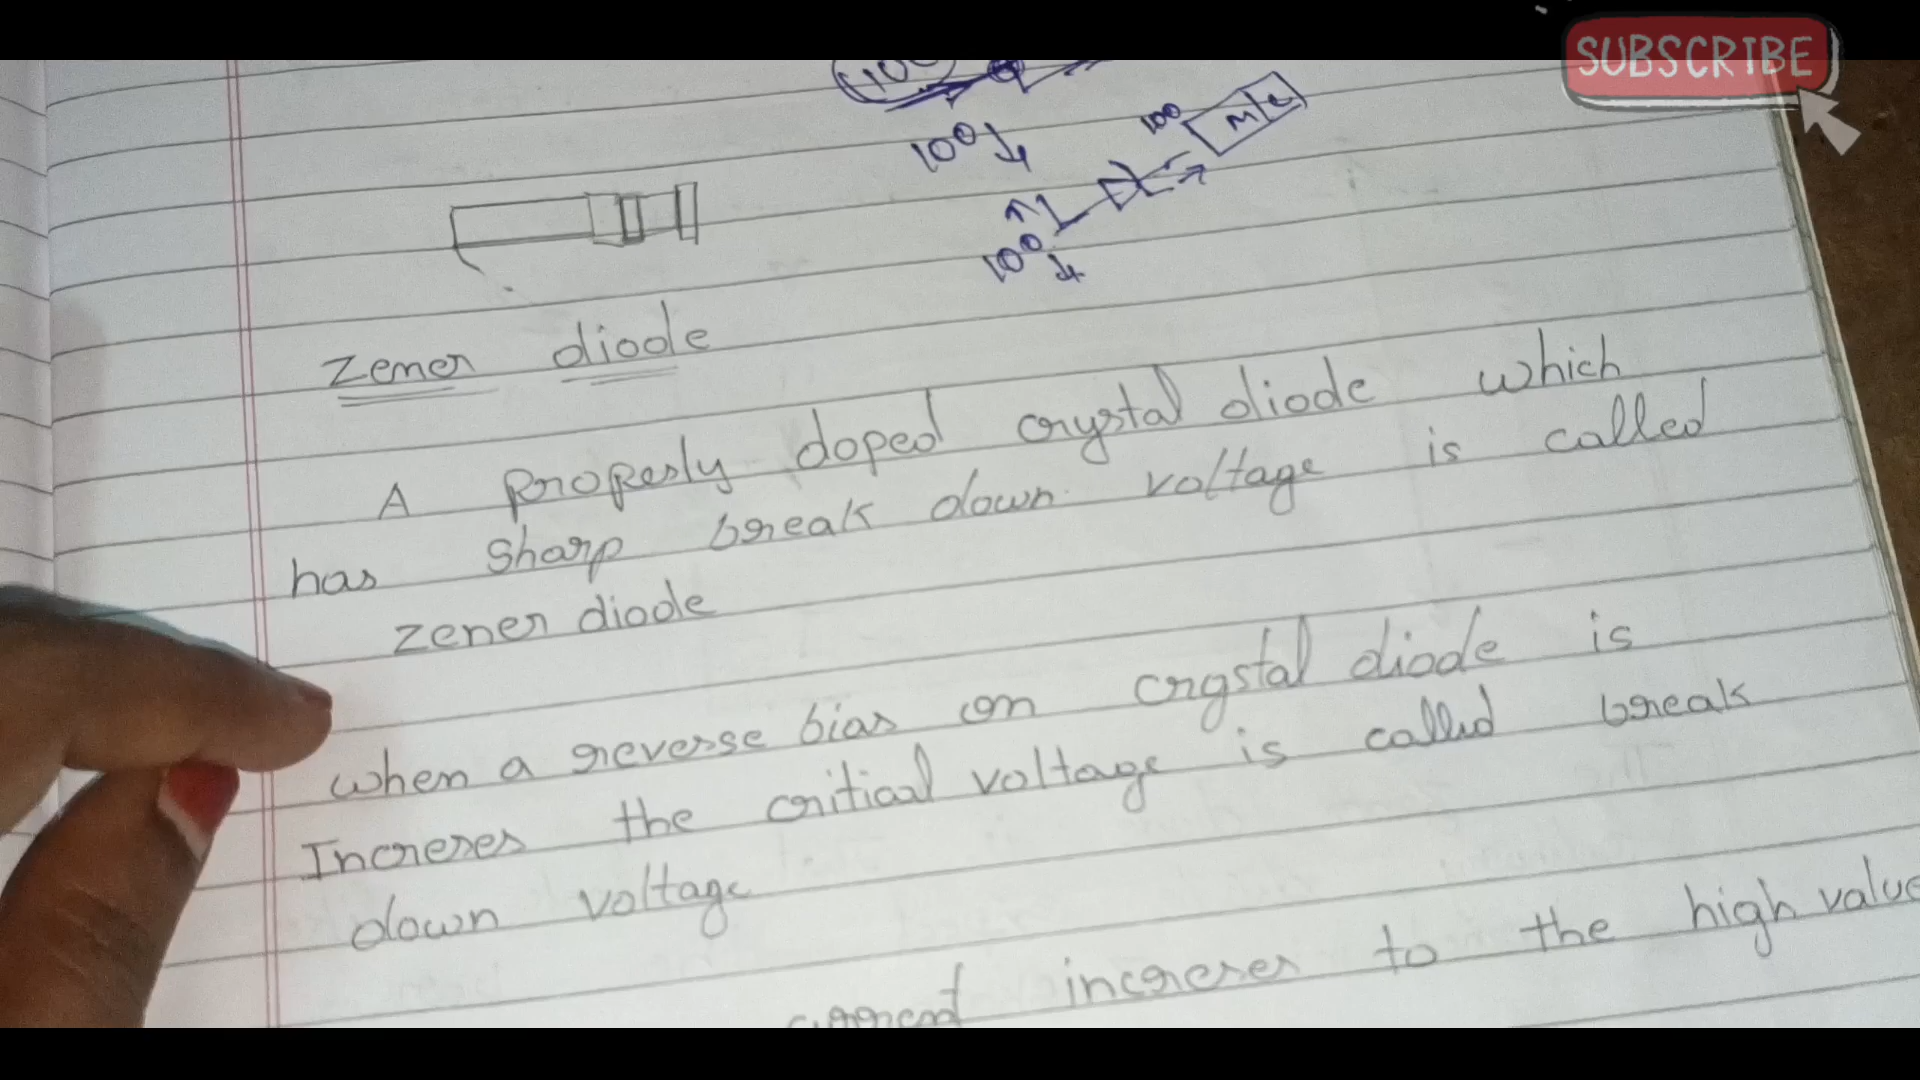 SUBSCRIBE
100
100
M/c
100
Zener diode
A Properly doped crystal diode which
has sharp break down voltage is called
zener diode
when a reverse bias on crystal diode is
Increses the critical voltage is called break
down voltage
current increses to the high value